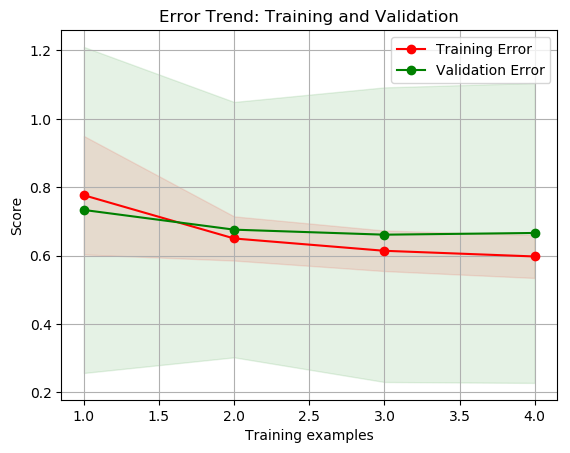 Error Trend: Training and Validation
Training Error
Validation Error
1.2
1.0
0.8
0.6
0.4
0.2
Score
1.0 1.5 2.0 2.5 3.0 3.5 4.0
Training examples